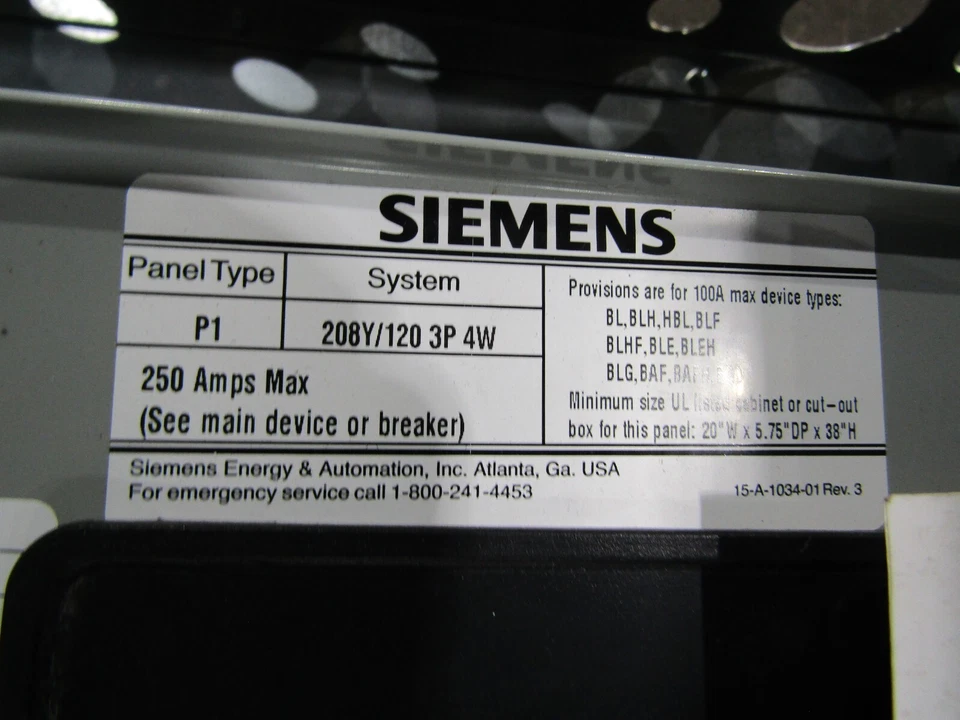 SIEMENS
Panel Type
System
P1
208Y/120 3P 4W
250 Amps Max
(See main device or breaker)
Provisions are for 100A max device types:
BL,BLH,HBL,BLF
BLHF,BLE,BLEH
BLG,BAF,
Minimum size UL listed cabinet or cut-out
box for this panel: 20"W x 5.75"DP x 38"H
Siemens Energy & Automation, Inc. Atlanta, Ga. USA
For emergency service call 1-800-241-4453
15-A-1034-01 Rev. 3